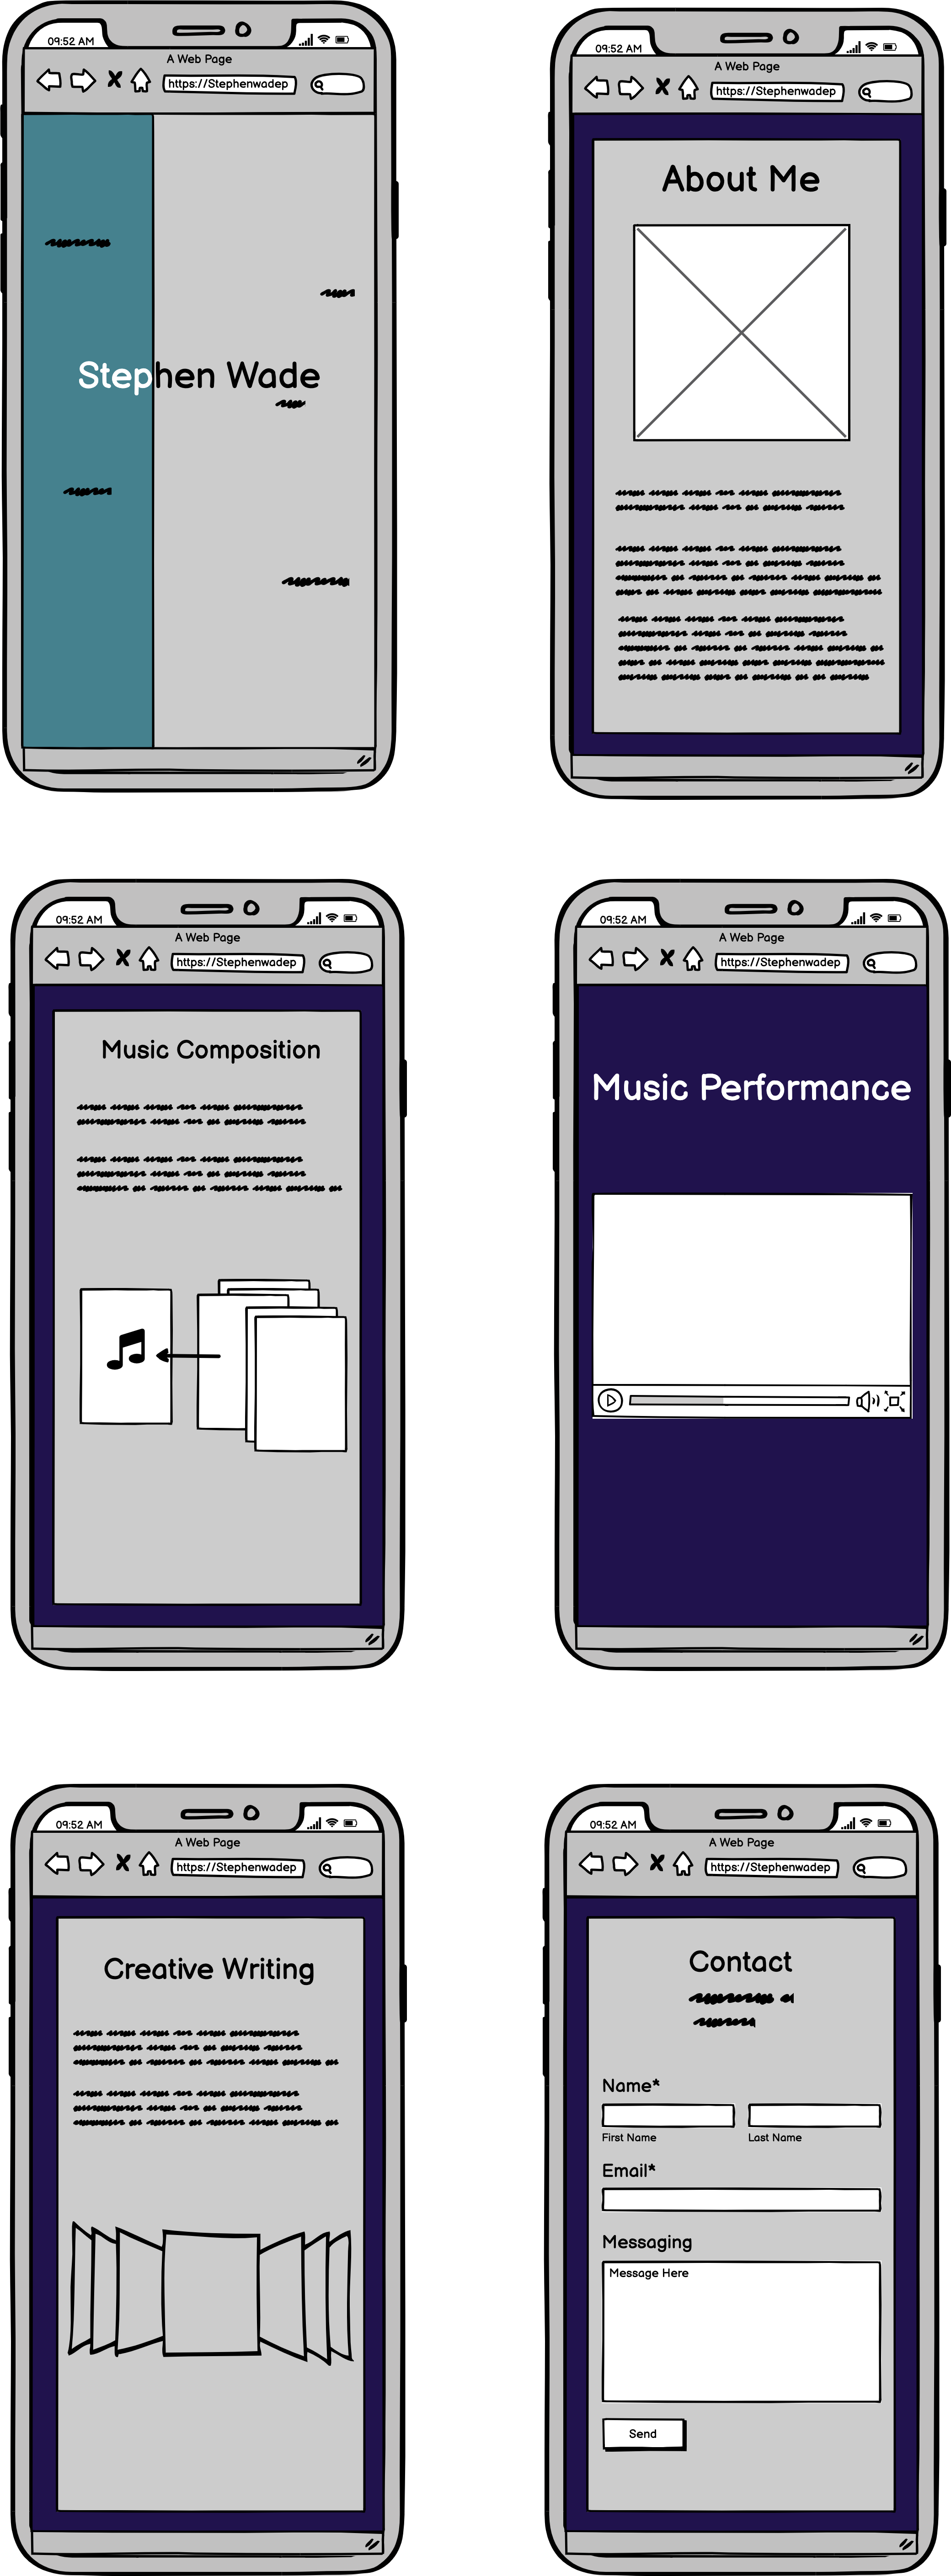 09:52 AM
A Web Page
https://Stephenwadep
Stephen Wade
09:52 AM
A Web Page
https://Stephenwadep
About Me
09:52 AM
A Web Page
https://Stephenwadep
Music Composition
09:52 AM
A Web Page
https://Stephenwadep
Music Performance
09:52 AM
A Web Page
https://Stephenwadep
Creative Writing
09:52 AM
A Web Page
https://Stephenwadep
Contact
Name*
First Name Last Name
Email*
Messaging
Message Here
Send